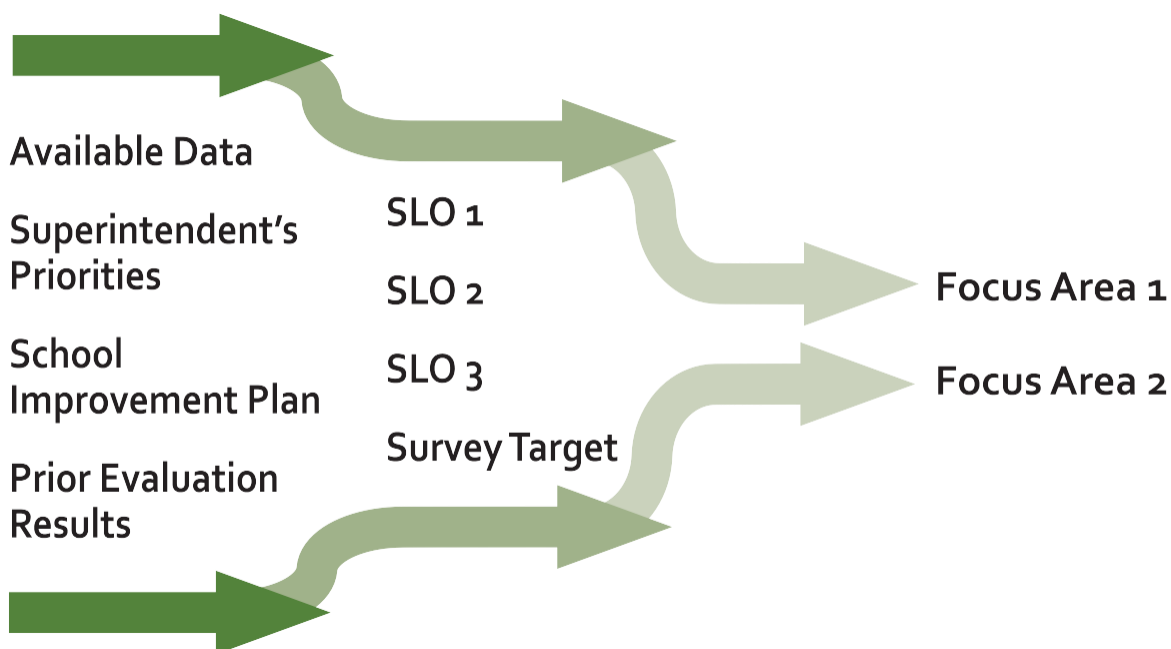 Available Data
Superintendent's
Priorities
School
Improvement Plan
Prior Evaluation
Results
SLO 1
SLO 2
SLO 3
Survey Target
Focus Area 1
Focus Area 2